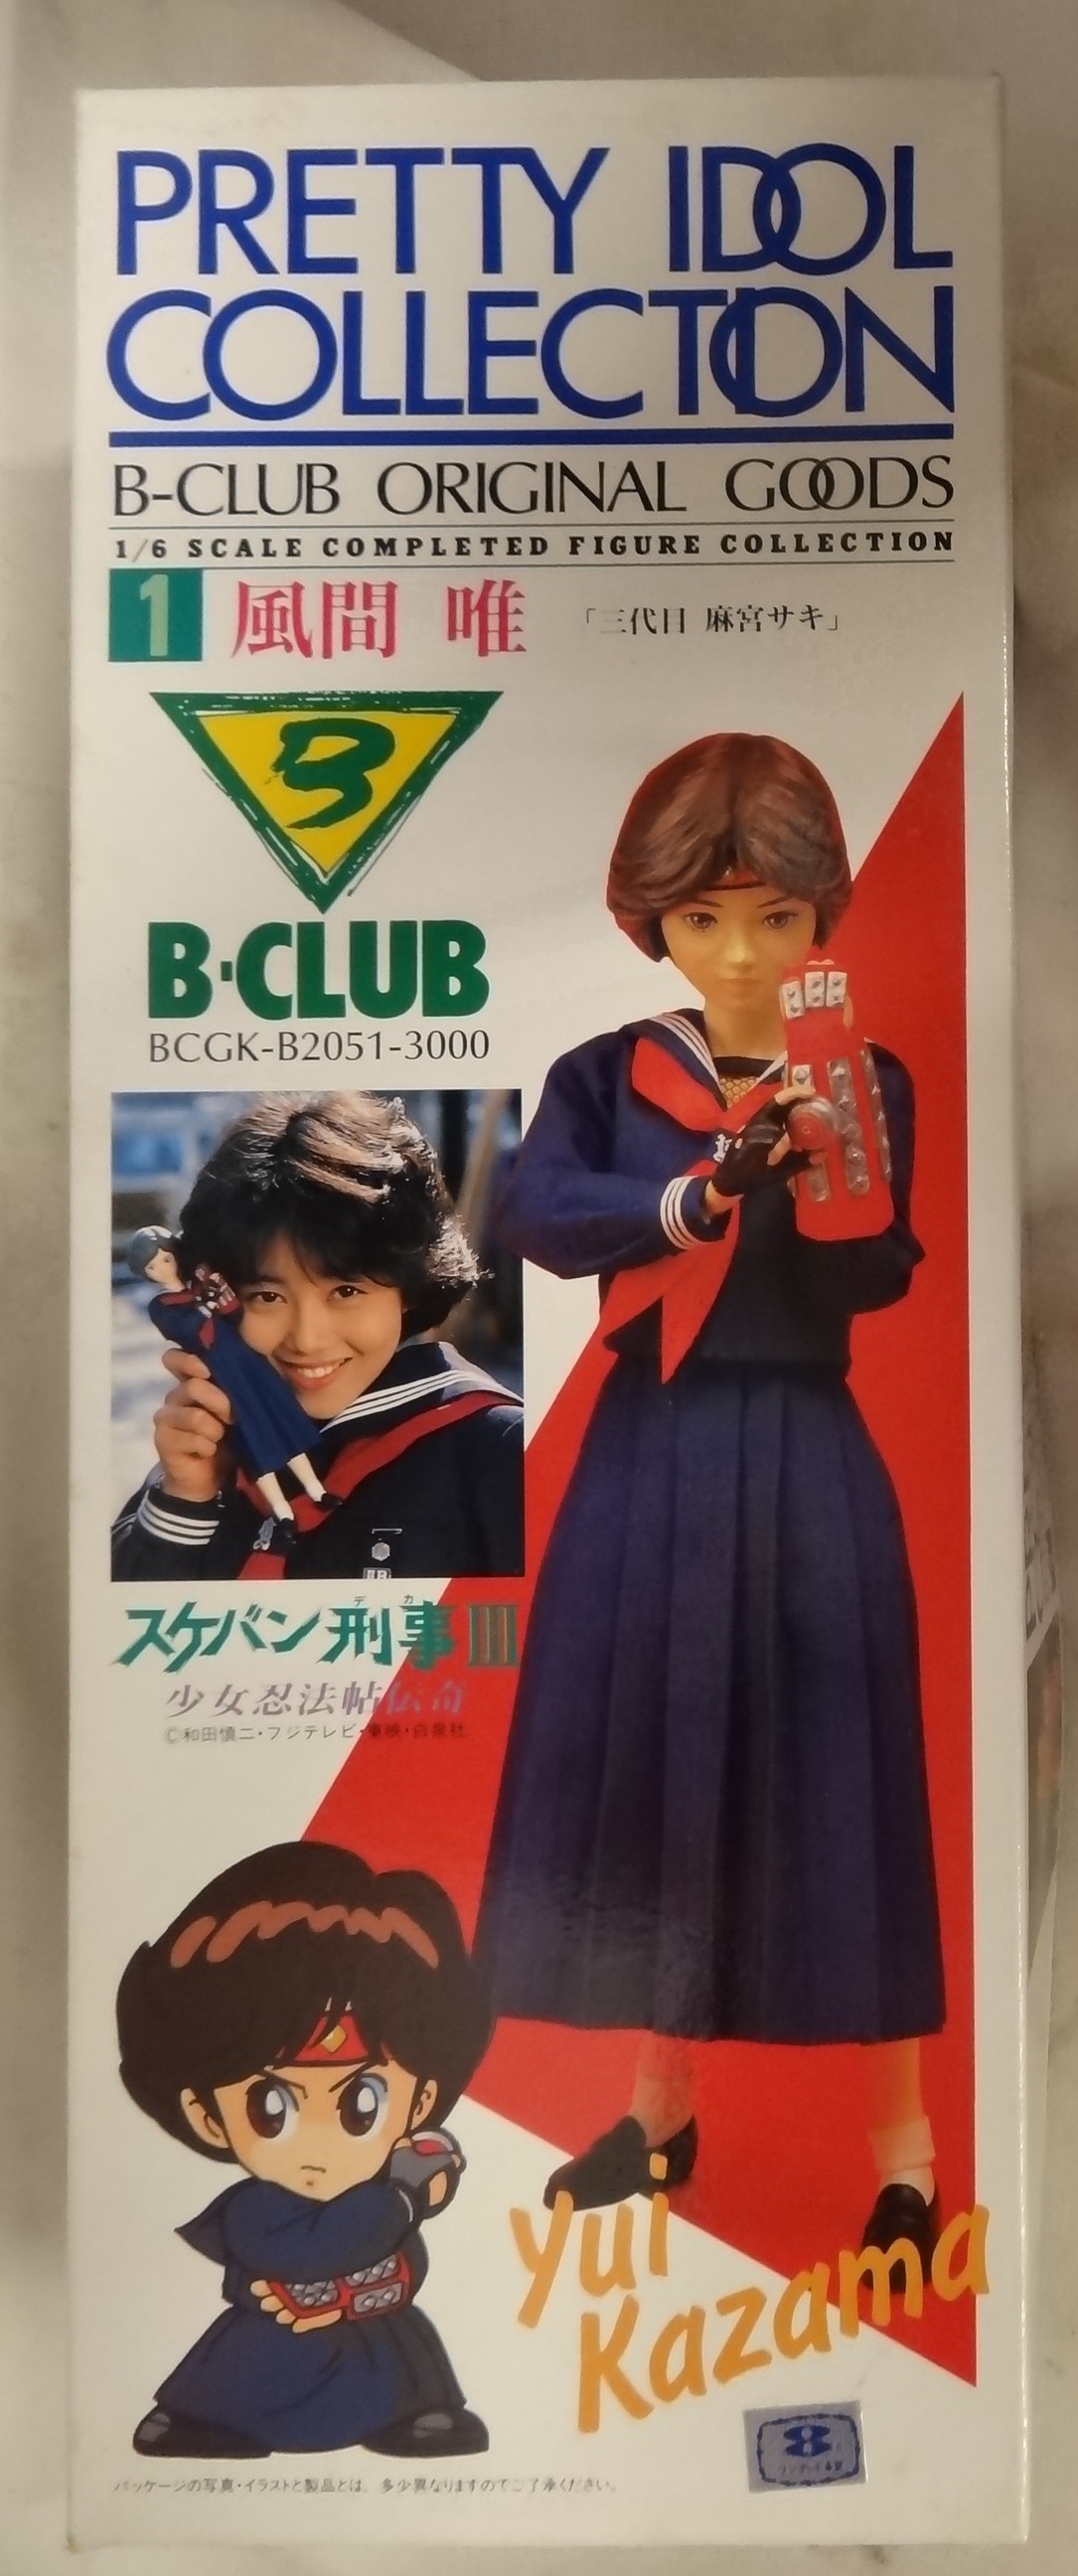 PRETTY IDOL
COLLECTION
B-CLUB ORIGINAL GOODS
1/6 SCALE COMPLETED FIGURE COLLECTION
1 風間 唯 「三代目 麻宮サキ」
B
B·CLUB
BCGK-B2051-3000
デカ
スケバン刑事III
少女忍法帖伝奇
©和田慎二・フジテレビ・東映・白泉社
Yui
Kazama
8
パッケージの写真・イラストと製品とは、多少異なりますのでご了承ください。